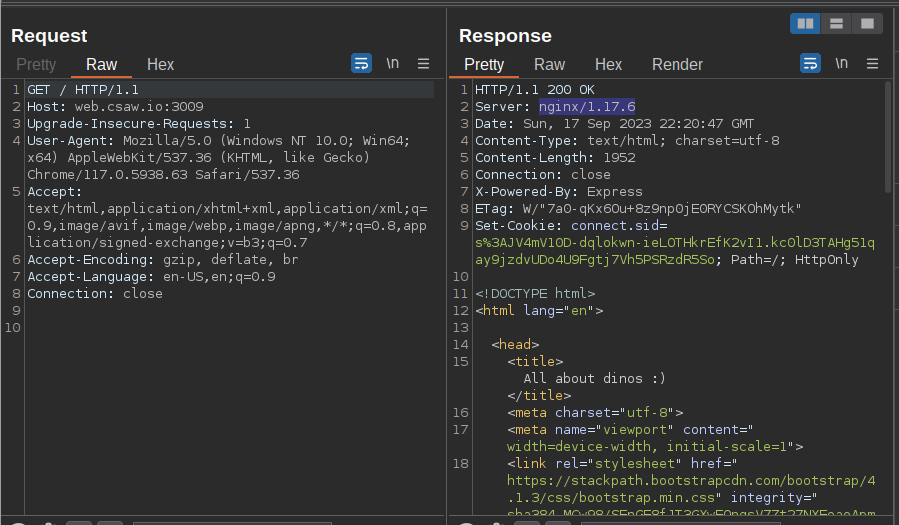 Request
Pretty Raw Hex \n
1 GET / HTTP/1.1
2 Host: web.csaw.io:3009
3 Upgrade-Insecure-Requests: 1
4 User-Agent: Mozilla/5.0 (Windows NT 10.0; Win64;
x64) AppleWebKit/537.36 (KHTML, like Gecko)
Chrome/117.0.5938.63 Safari/537.36
5 Accept:
text/html,application/xhtml+xml,application/xml;q=
0.9,image/avif,image/webp,image/apng,*/*;q=0.8,app
lication/signed-exchange;v=b3;q=0.7
6 Accept-Encoding: gzip, deflate, br
7 Accept-Language: en-US,en;q=0.9
8 Connection: close
9
10
Response
Pretty Raw Hex Render \n
1 HTTP/1.1 200 OK
2 Server: nginx/1.17.6
3 Date: Sun, 17 Sep 2023 22:20:47 GMT
4 Content-Type: text/html; charset=utf-8
5 Content-Length: 1952
6 Connection: close
7 X-Powered-By: Express
8 ETag: W/"7a0-qKx6Ou+8z9npOjE0RYCSKOhMytk"
9 Set-Cookie: connect.sid=
s%3AJV4mV1OD-dqlokwn-ieLOTHkrEfK2vI1.kc0lD3TAHg51q
ay9jzdvUDo4U9Fgtj7Vh5PSRzdR5So; Path=/; HttpOnly
10
11 <!DOCTYPE html>
12 <html lang="en">
13
14 <head>
15 <title>
All about dinos :)
</title>
16 <meta charset="utf-8">
17 <meta name="viewport" content="
width=device-width, initial-scale=1">
18 <link rel="stylesheet" href="
https://stackpath.bootstrapcdn.com/bootstrap/4
.1.3/css/bootstrap.min.css" integrity="